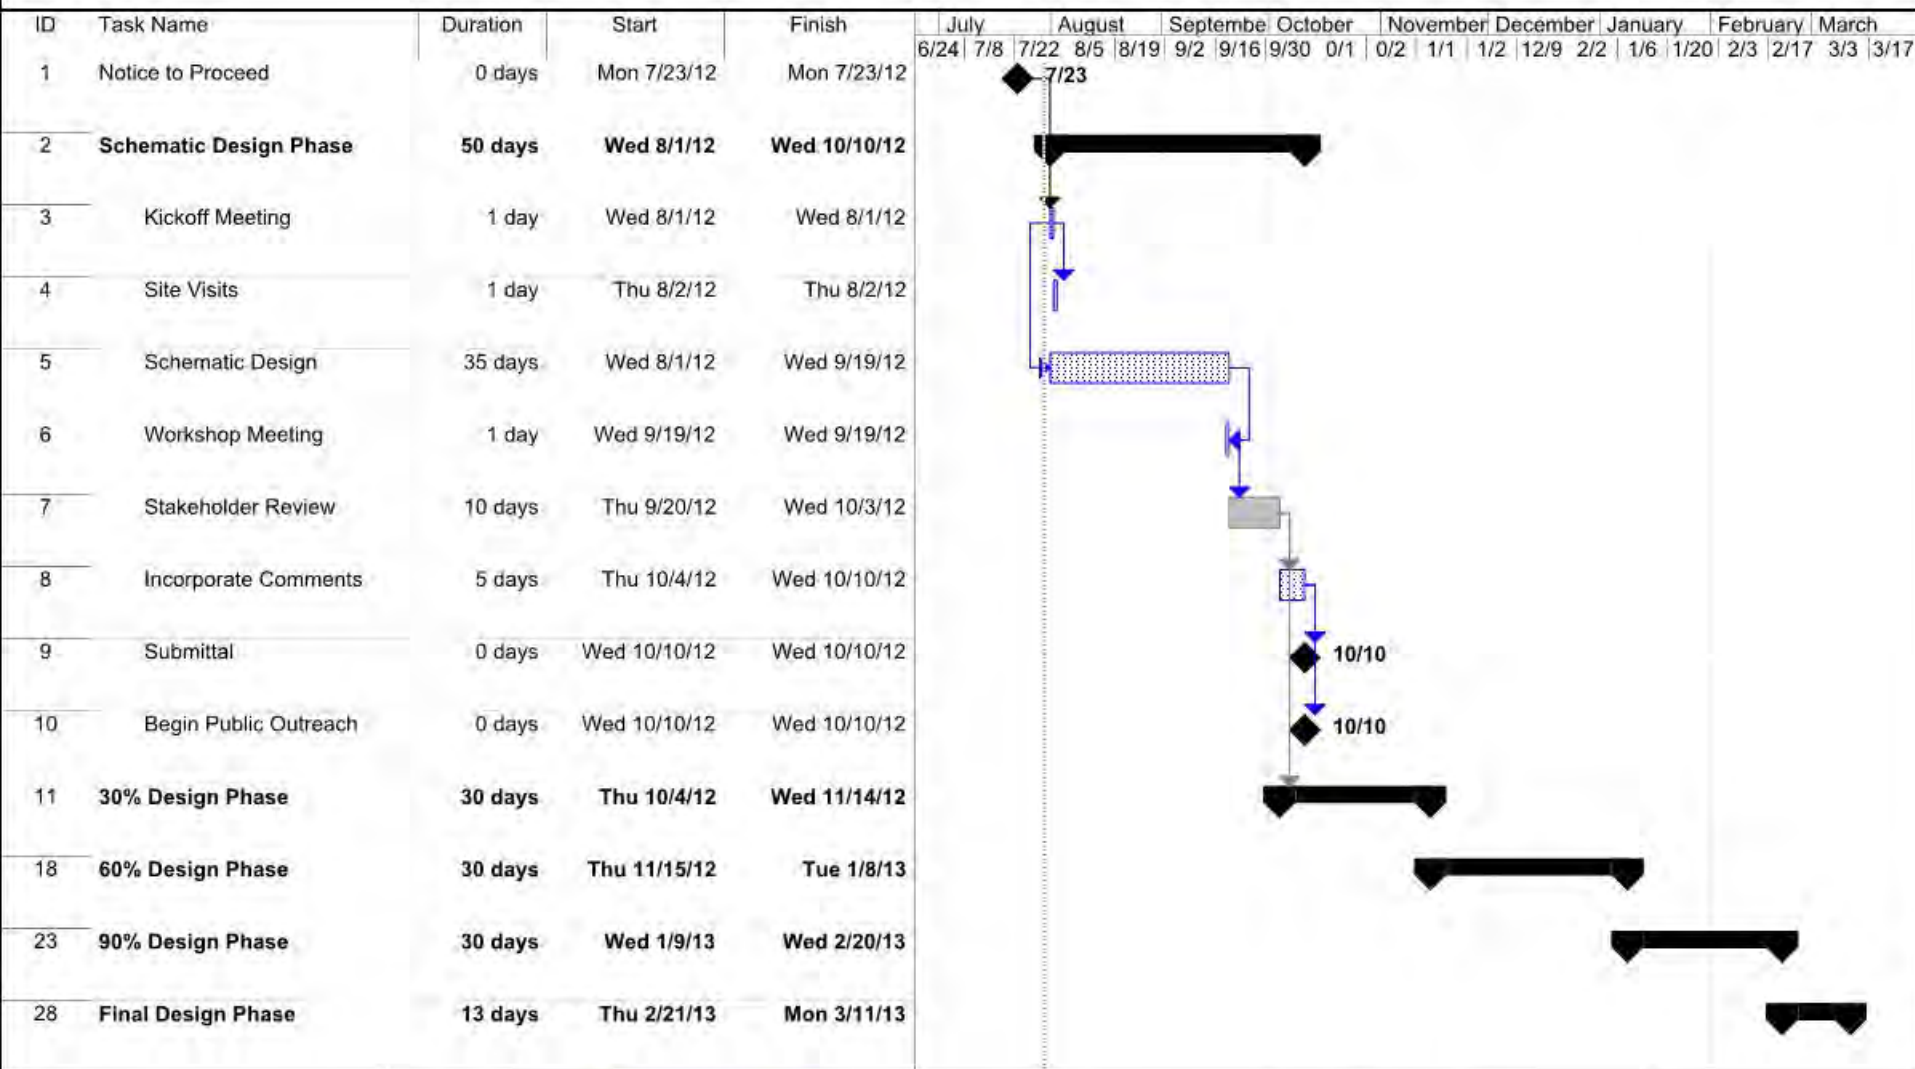 ID Task Name Duration Start Finish July August Septembe October November December January February March
6/24 7/8 7/22 8/5 8/19 9/2 9/16 9/30 0/1 0/2 1/1 1/2 12/9 2/2 1/6 1/20 2/3 2/17 3/3 3/17
1 Notice to Proceed 0 days Mon 7/23/12 Mon 7/23/12 7/23
2 Schematic Design Phase 50 days Wed 8/1/12 Wed 10/10/12
3 Kickoff Meeting 1 day Wed 8/1/12 Wed 8/1/12
4 Site Visits 1 day Thu 8/2/12 Thu 8/2/12
5 Schematic Design 35 days Wed 8/1/12 Wed 9/19/12
6 Workshop Meeting 1 day Wed 9/19/12 Wed 9/19/12
7 Stakeholder Review 10 days Thu 9/20/12 Wed 10/3/12
8 Incorporate Comments 5 days Thu 10/4/12 Wed 10/10/12
9 Submittal 0 days Wed 10/10/12 Wed 10/10/12 10/10
10 Begin Public Outreach 0 days Wed 10/10/12 Wed 10/10/12 10/10
11 30% Design Phase 30 days Thu 10/4/12 Wed 11/14/12
18 60% Design Phase 30 days Thu 11/15/12 Tue 1/8/13
23 90% Design Phase 30 days Wed 1/9/13 Wed 2/20/13
28 Final Design Phase 13 days Thu 2/21/13 Mon 3/11/13